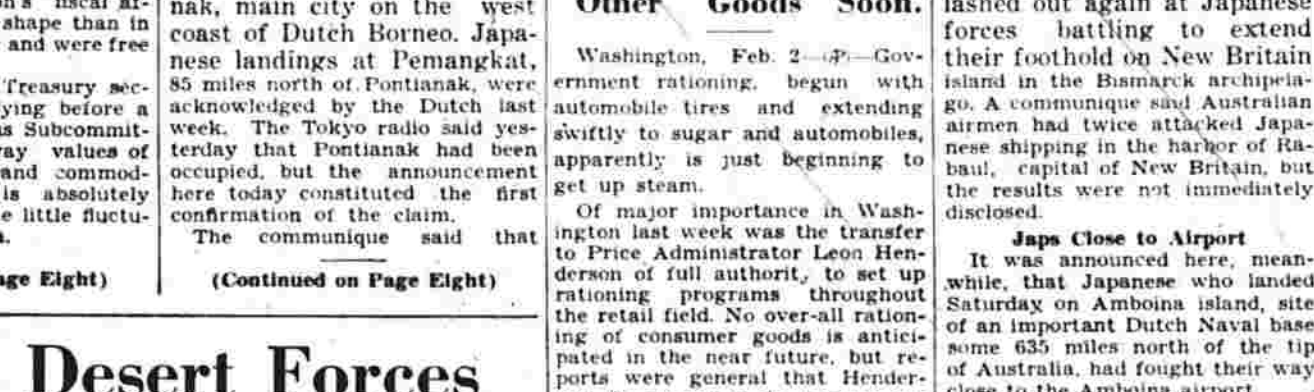 shape than in
and were free
Treasury sec-
ying before a
s Subcommit-
ay values of
and commod-
is absolutely
e little fluctu-
age Eight)
nak, main city on the west
coast of Dutch Borneo. Japa-
nese landings at Pemangkat,
85 miles north of Pontianak, were
acknowledged by the Dutch last
week. The Tokyo radio said yes-
terday that Pontianak had been
occupied, but the announcement
here today constituted the first
confirmation of the claim.
The communique said that
(Continued on Page Eight)
Desert Forces
Other Goods Soon.
Washington, Feb. 2—(AP)—Gov-
ernment rationing, begun with
automobile tires and extending
swiftly to sugar and automobiles,
apparently is just beginning to
get up steam.
Of major importance in Wash-
ington last week was the transfer
to Price Administrator Leon Hen-
derson of full authorit, to set up
rationing programs throughout
the retail field. No over-all ration-
ing of consumer goods is antici-
pated in the near future, but re-
ports were general that Hender-
lashed out again at Japanese
forces battling to extend
their foothold on New Britain
island in the Bismarck archipela-
go. A communique said Australian
airmen had twice attacked Japa-
nese shipping in the harbor of Ra-
baul, capital of New Britain, but
the results were not immediately
disclosed.
Japs Close to Airport
It was announced here, mean-
while, that Japanese who landed
Saturday on Amboina island, site
of an important Dutch Naval base
some 635 miles north of the tip
of Australia, had fought their way
close to the Amboina airport